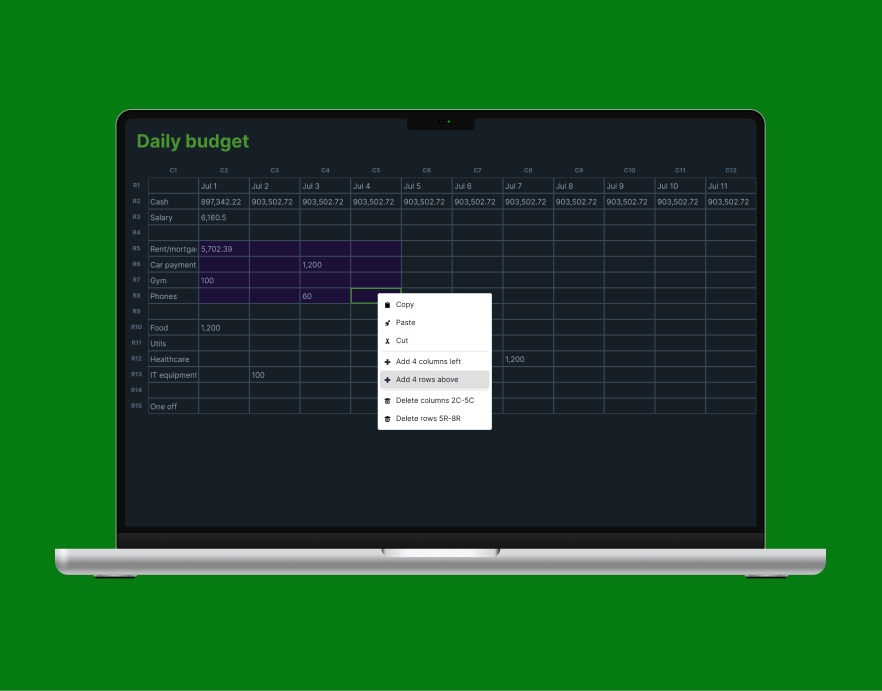 Daily budget
C1 C2 C3 C4 C5 C6 C7 C8 C9 C10 C11 C12
R1 Jul 1 Jul 2 Jul 3 Jul 4 Jul 5 Jul 6 Jul 7 Jul 8 Jul 9 Jul 10 Jul 11
R2 Cash 897,342.22 903,502.72 903,502.72 903,502.72 903,502.72 903,502.72 903,502.72 903,502.72 903,502.72 903,502.72 903,502.72
R3 Salary 6,160.5
R4
R5 Rent/mortga 5,702.39
R6 Car payment 1,200
R7 Gym 100
R8 Phones 60
R9
R10 Food 1,200
R11 Utils
R12 Healthcare 1,200
R13 IT equipment 100
R14
R15 One off
Copy
Paste
Cut
Add 4 columns left
Add 4 rows above
Delete columns 2C-5C
Delete rows 5R-8R